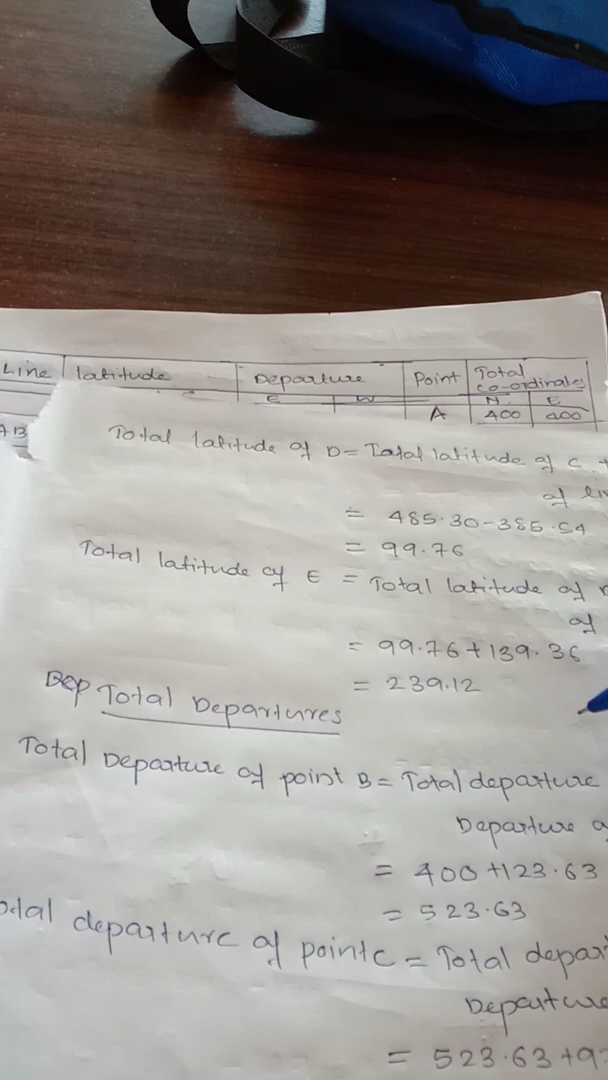 Line latitude Departure Point Total co-ordinates
E W N E
A 400 400
AB
Total latitude of D = Total latitude of C +
of
= 485.30-385.54
= 99.76
Total latitude of E = Total latitude of
of
= 99.76+139.36
= 239.12
Dep Total Departures
Total Departure of point B = Total departure
Departure
= 400+123.63
= 523.63
departure of point C = Total
Departure
= 523.63+